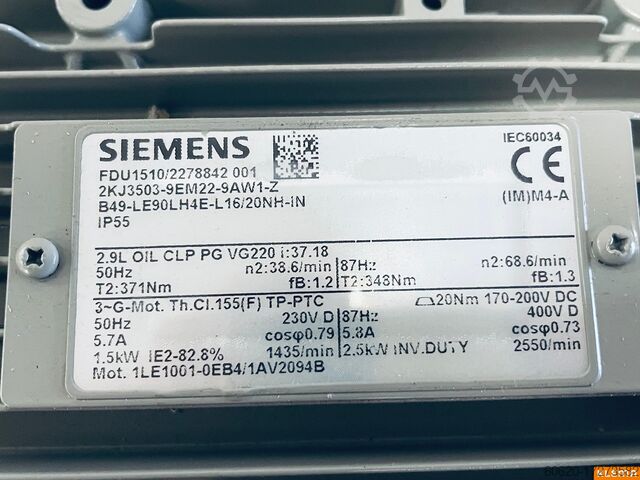 SIEMENS
IEC60034
CE
FDU1510/2278842 001
2KJ3503-9EM22-9AW1-Z
B49-LE90LH4E-L16/20NH-IN (IM)M4-A
IP55
2.9L OIL CLP PG VG220 i:37.18
50Hz n2:38.6/min 87Hz n2:68.6/min
T2:371Nm fB:1.2 T2:348Nm fB:1.3
3~G-Mot. Th.Cl.155(F) TP-PTC 20Nm 170-200V DC
50Hz 230V D 87Hz 400V D
5.7A cosφ0.79 5.8A cosφ0.73
1.5kW IE2-82.8% 1435/min 2.5kW INV.DUTY 2550/min
Mot. 1LE1001-0EB4/1AV2094B